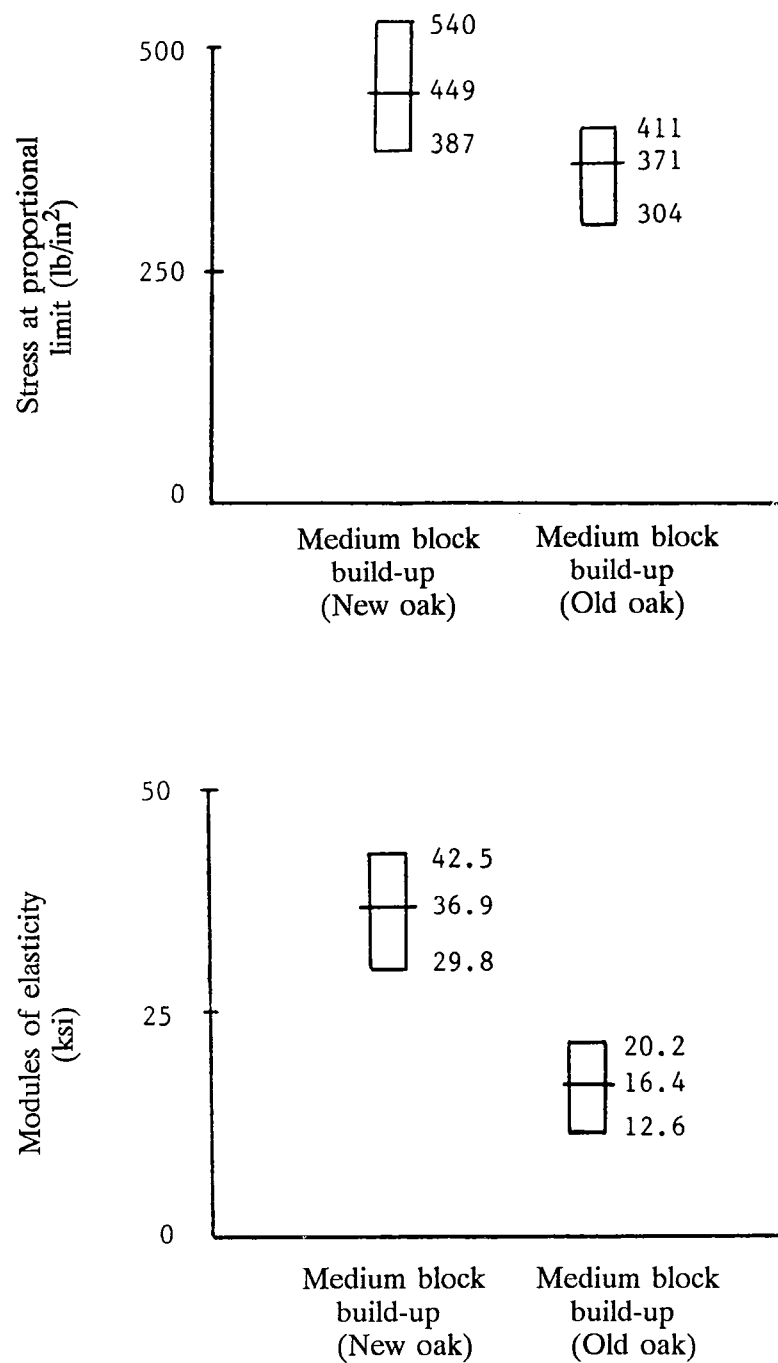 Stress at proportional
limit (lb/in²)
500
250
0
540
449
387
411
371
304
Medium block
build-up
(New oak)
Medium block
build-up
(Old oak)
Modules of elasticity
(ksi)
50
25
0
42.5
36.9
29.8
20.2
16.4
12.6
Medium block
build-up
(New oak)
Medium block
build-up
(Old oak)